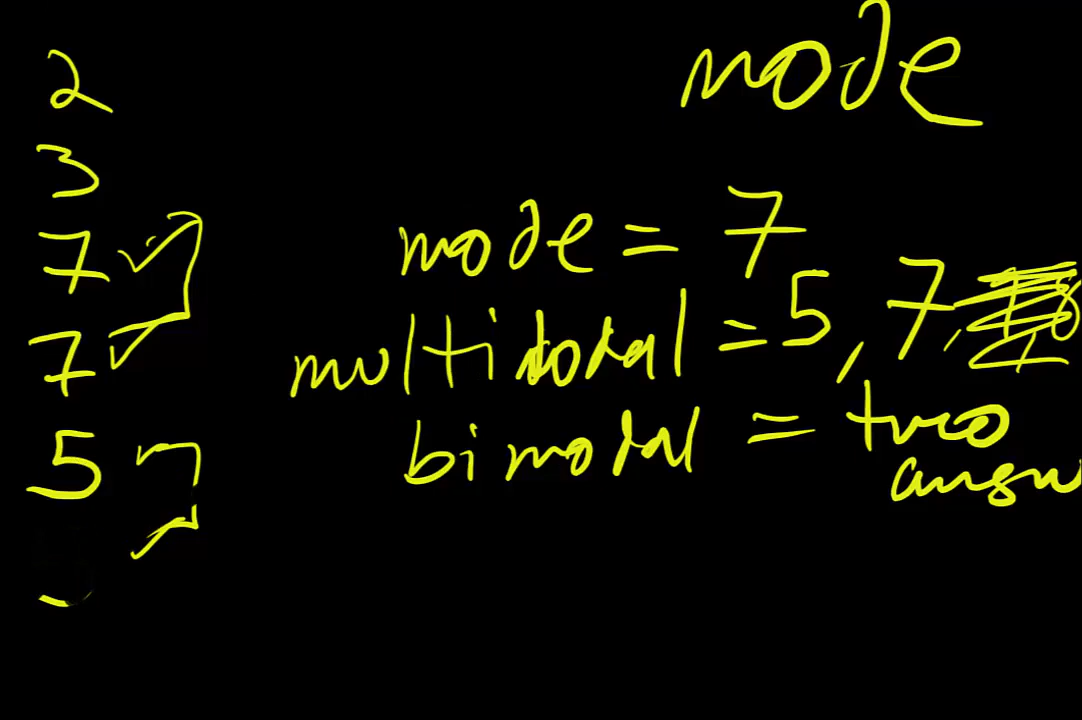 mode
2
3
7
7
5
mode = 7
multimodal = 5, 7,
bimodal = two
answ